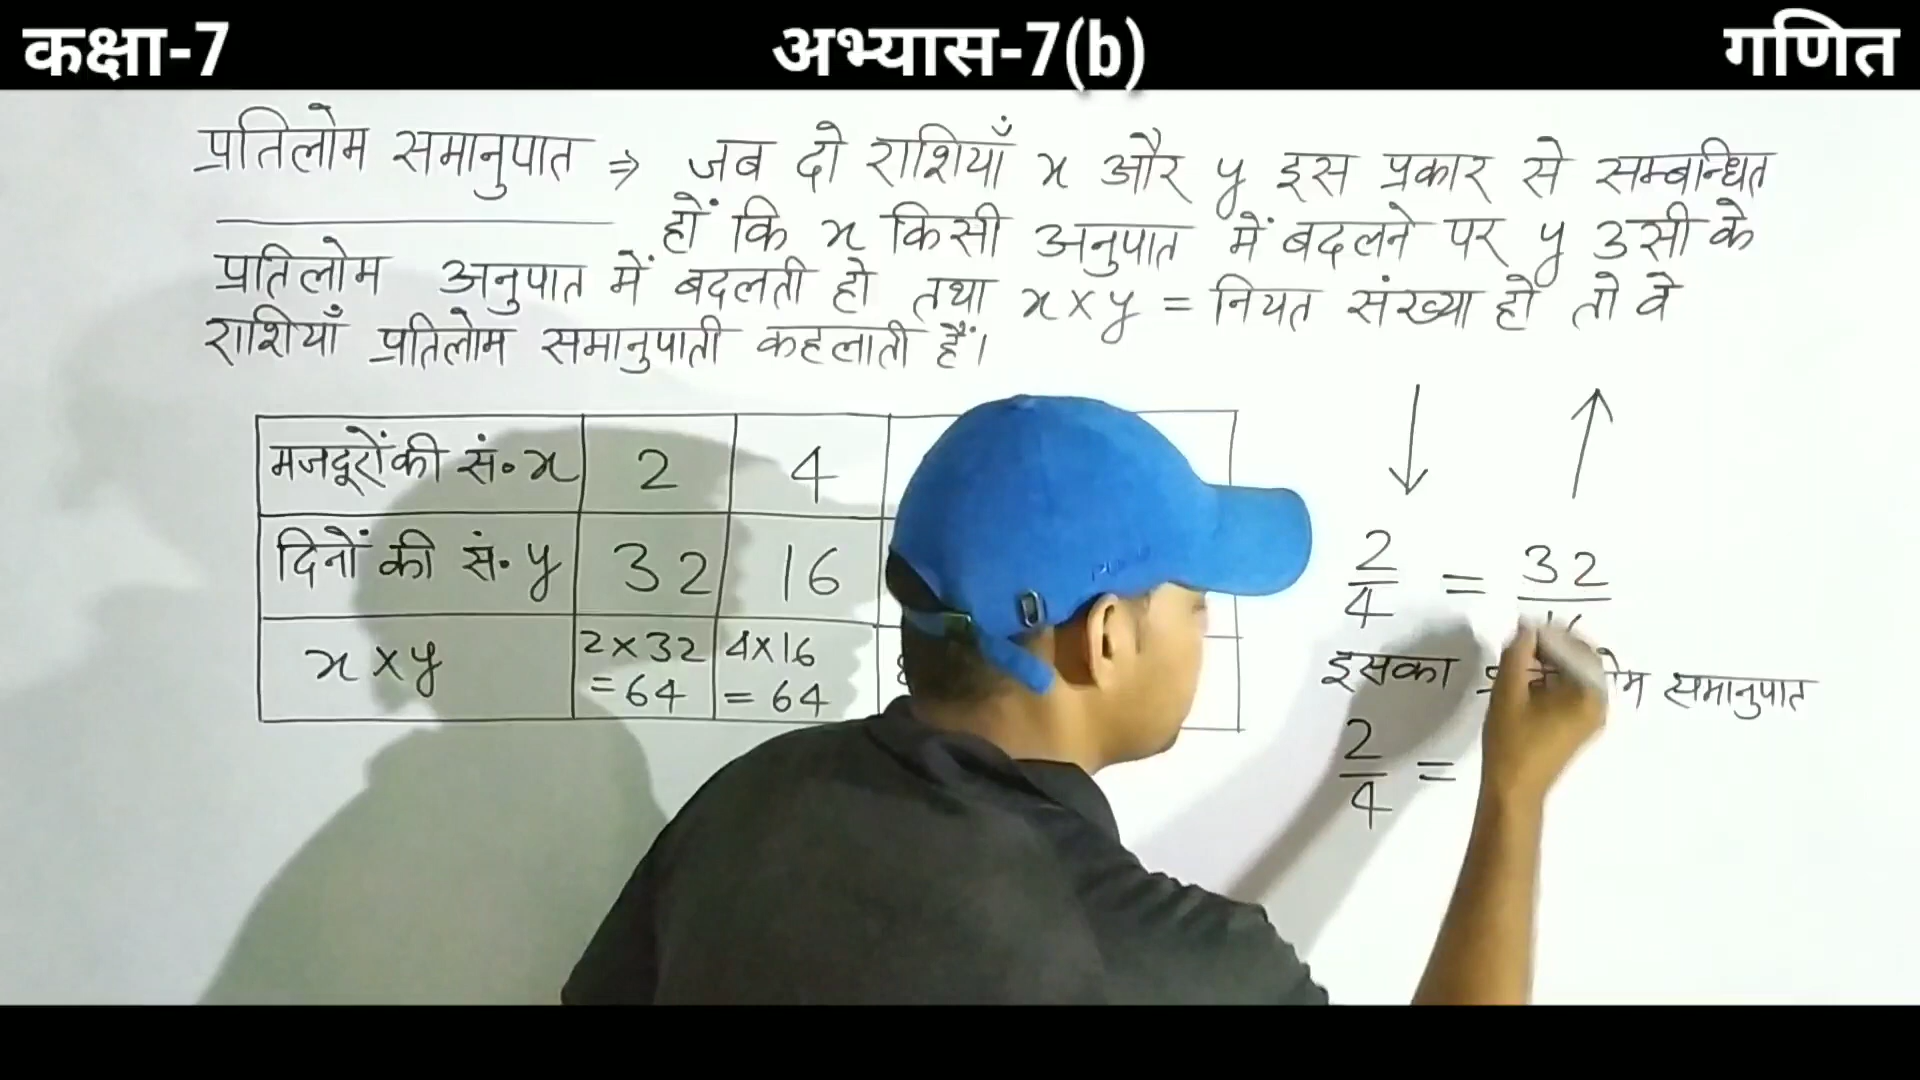 कक्षा-7 अभ्यास-7(b) गणित
प्रतिलोम समानुपात ⇒ जब दो राशियाँ x और y इस प्रकार से सम्बन्धित
हों कि x किसी अनुपात में बदलने पर y उसी के
प्रतिलोम अनुपात में बदलती हो तथा x×y = नियत संख्या हो तो वे
राशियाँ प्रतिलोम समानुपाती कहलाती हैं।
मजदूरों की सं. x 2 4
दिनों की सं. y 32 16
x×y 2×32 4×16
=64 = 64
2/4 = 32/16
इसका समानुपात
2/4 =